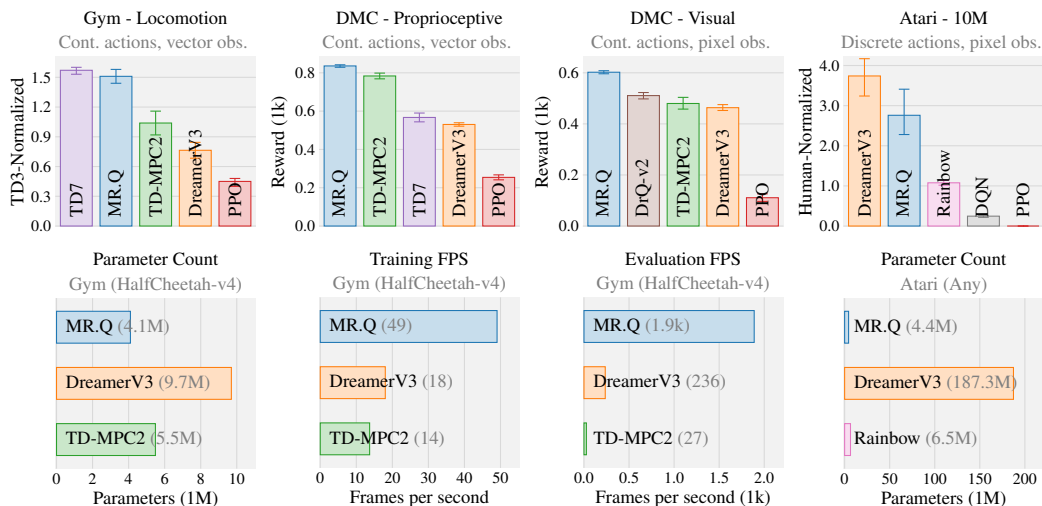 Gym - Locomotion
Cont. actions, vector obs.
TD3-Normalized
1.5
1.2
0.9
0.6
0.3
0.0
TD7
MR.Q
TD-MPC2
DreamerV3
PPO
DMC - Proprioceptive
Cont. actions, vector obs.
Reward (1k)
0.8
0.6
0.4
0.2
0.0
MR.Q
TD-MPC2
TD7
DreamerV3
PPO
DMC - Visual
Cont. actions, pixel obs.
Reward (1k)
0.6
0.4
0.2
0.0
MR.Q
DrQ-v2
TD-MPC2
DreamerV3
PPO
Atari - 10M
Discrete actions, pixel obs.
Human-Normalized
4.0
3.0
2.0
1.0
0.0
DreamerV3
MR.Q
Rainbow
DQN
PPO
Parameter Count
Gym (HalfCheetah-v4)
MR.Q (4.1M)
DreamerV3 (9.7M)
TD-MPC2 (5.5M)
0 2 4 6 8 10
Parameters (1M)
Training FPS
Gym (HalfCheetah-v4)
MR.Q (49)
DreamerV3 (18)
TD-MPC2 (14)
0 10 20 30 40 50
Frames per second
Evaluation FPS
Gym (HalfCheetah-v4)
MR.Q (1.9k)
DreamerV3 (236)
TD-MPC2 (27)
0.0 0.5 1.0 1.5 2.0
Frames per second (1k)
Parameter Count
Atari (Any)
MR.Q (4.4M)
DreamerV3 (187.3M)
Rainbow (6.5M)
0 50 100 150 200
Parameters (1M)